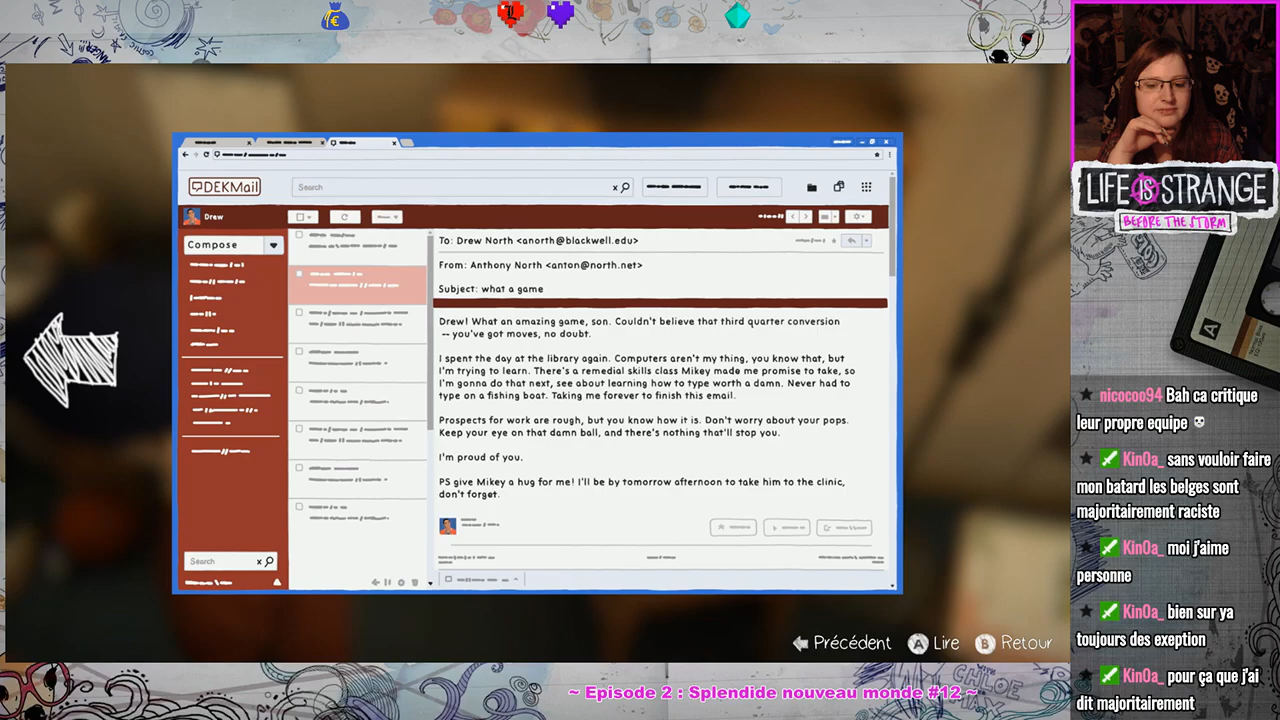 DEKMail
Search
x
Drew
Compose
To: Drew North <anorth@blackwell.edu>
From: Anthony North <anton@north.net>
Subject: what a game
Drew! What an amazing game, son. Couldn't believe that third quarter conversion
-- you've got moves, no doubt.
I spent the day at the library again. Computers aren't my thing, you know that, but
I'm trying to learn. There's a remedial skills class Mikey made me promise to take, so
I'm gonna do that next, see about learning how to type worth a damn. Never had to
type on a fishing boat. Taking me forever to finish this email.
Prospects for work are rough, but you know how it is. Don't worry about your pops.
Keep your eye on that damn ball, and there's nothing that'll stop you.
I'm proud of you.
PS give Mikey a hug for me! I'll be by tomorrow afternoon to take him to the clinic,
don't forget.
Search
x
Précédent
A Lire
B Retour
~ Episode 2 : Splendide nouveau monde #12 ~
LIFE IS STRANGE
BEFORE THE STORM
A
nicocoo94 Bah ca critique
leur propre equipe
KinOa_ sans vouloir faire
mon batard les belges sont
majoritairement raciste
KinOa_ moi j'aime
personne
KinOa_ bien sur ya
toujours des exeption
KinOa_ pour ça que j'ai
dit majoritairement